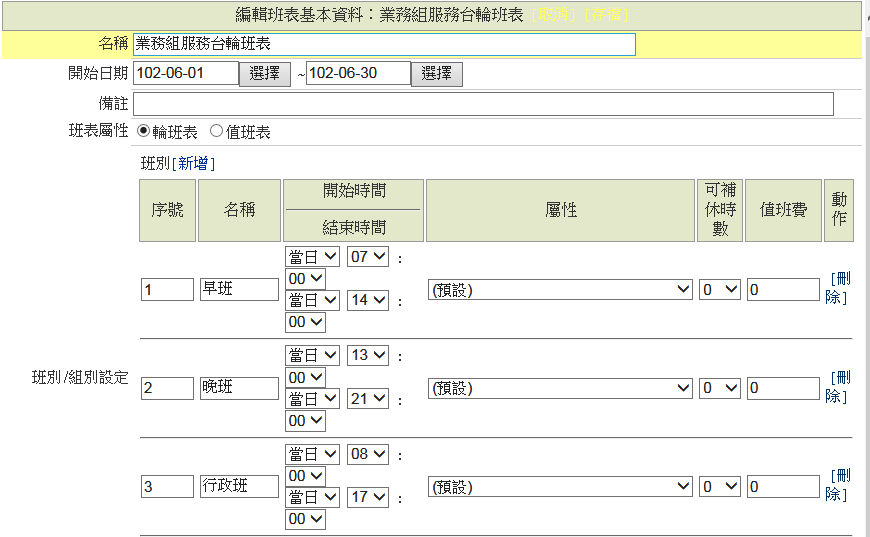 編輯班表基本資料：業務組服務台輪班表 [取消] [存檔]
名稱 業務組服務台輪班表
開始日期 102-06-01 選擇 ~ 102-06-30 選擇
備註
班表屬性 輪班表 值班表
班別[新增]
序號 名稱 開始時間 結束時間 屬性 可補休時數 值班費 動作
班別/組別設定
1 早班 當日 07 : 00 當日 14 : 00 (預設) 0 0 [刪除]
2 晚班 當日 13 : 00 當日 21 : 00 (預設) 0 0 [刪除]
3 行政班 當日 08 : 00 當日 17 : 00 (預設) 0 0 [刪除]